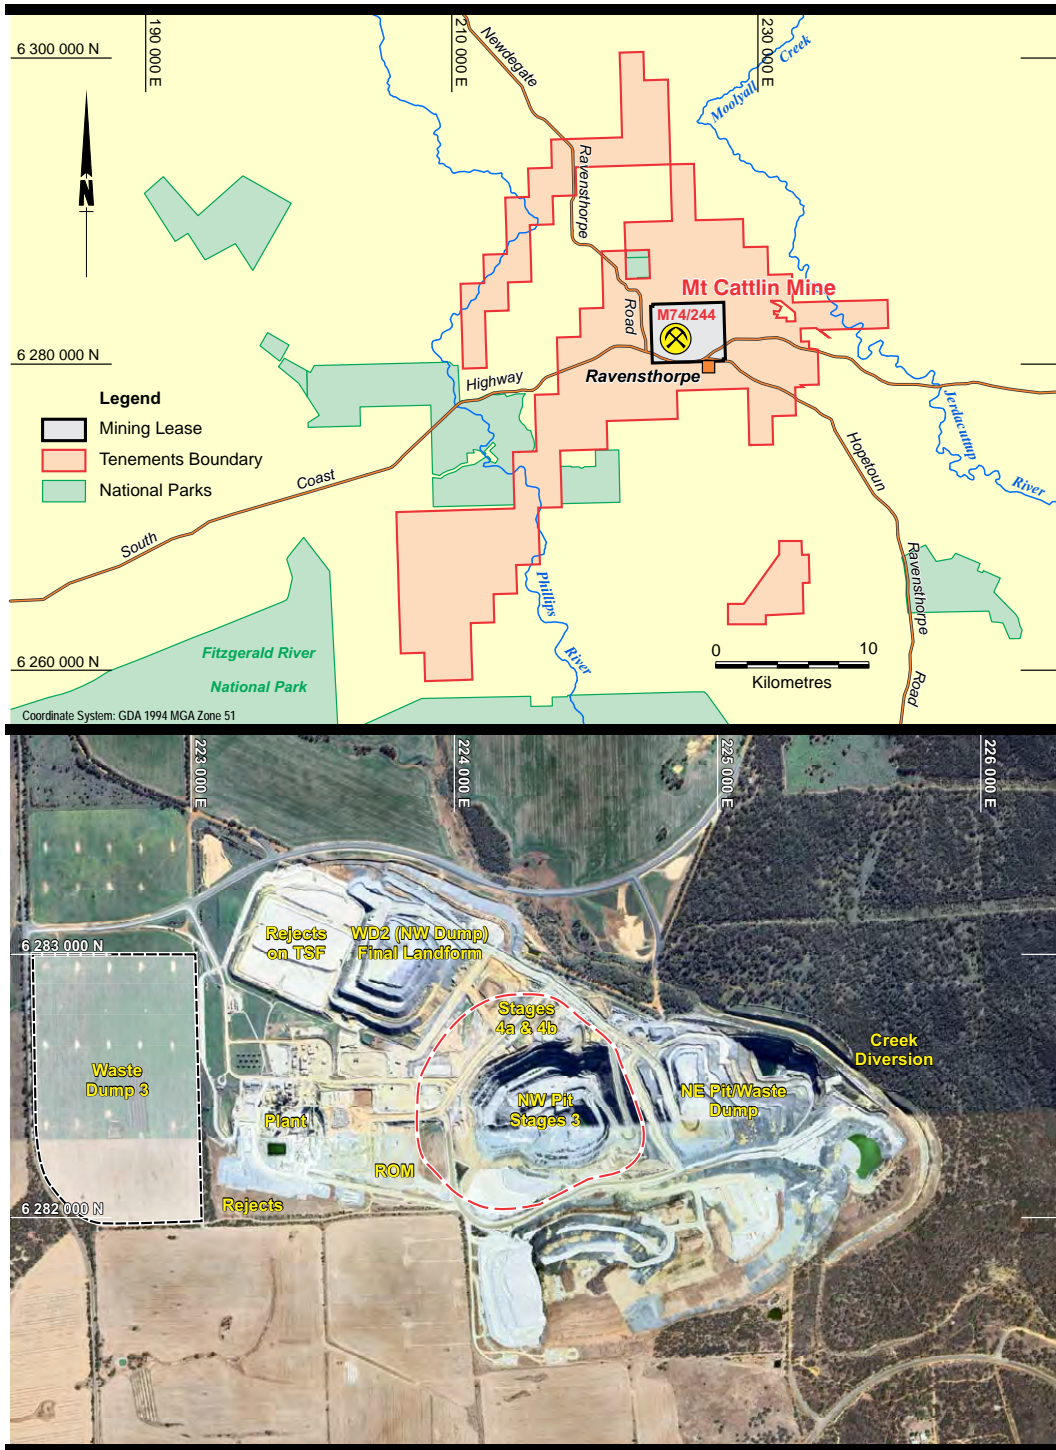 190 000 E
210 000 E
230 000 E
6 300 000 N
Newdegate
Moolyall
Creek
N
Ravensthorpe
Mt Cattlin Mine
Road
M74/244
6 280 000 N
Ravensthorpe
Highway
Legend
Mining Lease
Tenements Boundary
National Parks
Jerdacuttup
River
Hopetoun
Coast
South
Ravensthorpe
Phillips
River
Road
0
10
Kilometres
6 260 000 N
Fitzgerald River
National Park
Coordinate System: GDA 1994 MGA Zone 51
223 000 E
224 000 E
225 000 E
226 000 E
6 283 000 N
Rejects
on TSF
WD2 (NW Dump)
Final Landform
Stages
4a & 4b
Creek
Diversion
Waste
Dump 3
NW Pit
Stages 3
NE Pit/Waste
Dump
Plant
ROM
Rejects
6 282 000 N